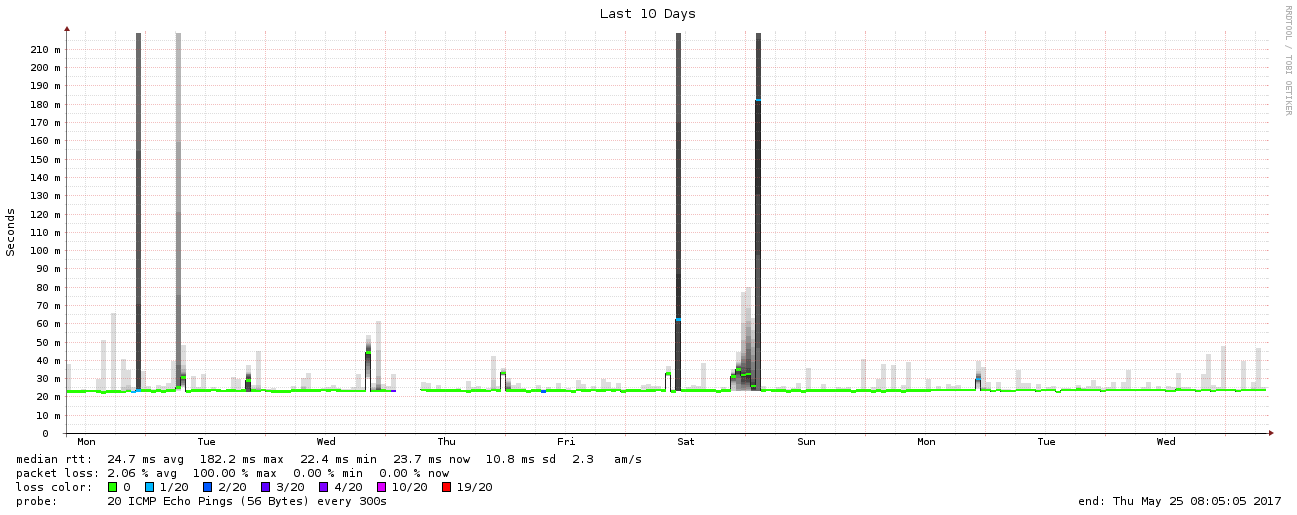 Last 10 Days
RRDTOOL / TOBI OETIKER
Seconds
210 m
200 m
190 m
180 m
170 m
160 m
150 m
140 m
130 m
120 m
110 m
100 m
90 m
80 m
70 m
60 m
50 m
40 m
30 m
20 m
10 m
0
Mon Tue Wed Thu Fri Sat Sun Mon Tue Wed
median rtt: 24.7 ms avg 182.2 ms max 22.4 ms min 23.7 ms now 10.8 ms sd 2.3 am/s
packet loss: 2.06 % avg 100.00 % max 0.00 % min 0.00 % now
loss color: 0 1/20 2/20 3/20 4/20 10/20 19/20
probe: 20 ICMP Echo Pings (56 Bytes) every 300s end: Thu May 25 08:05:05 2017